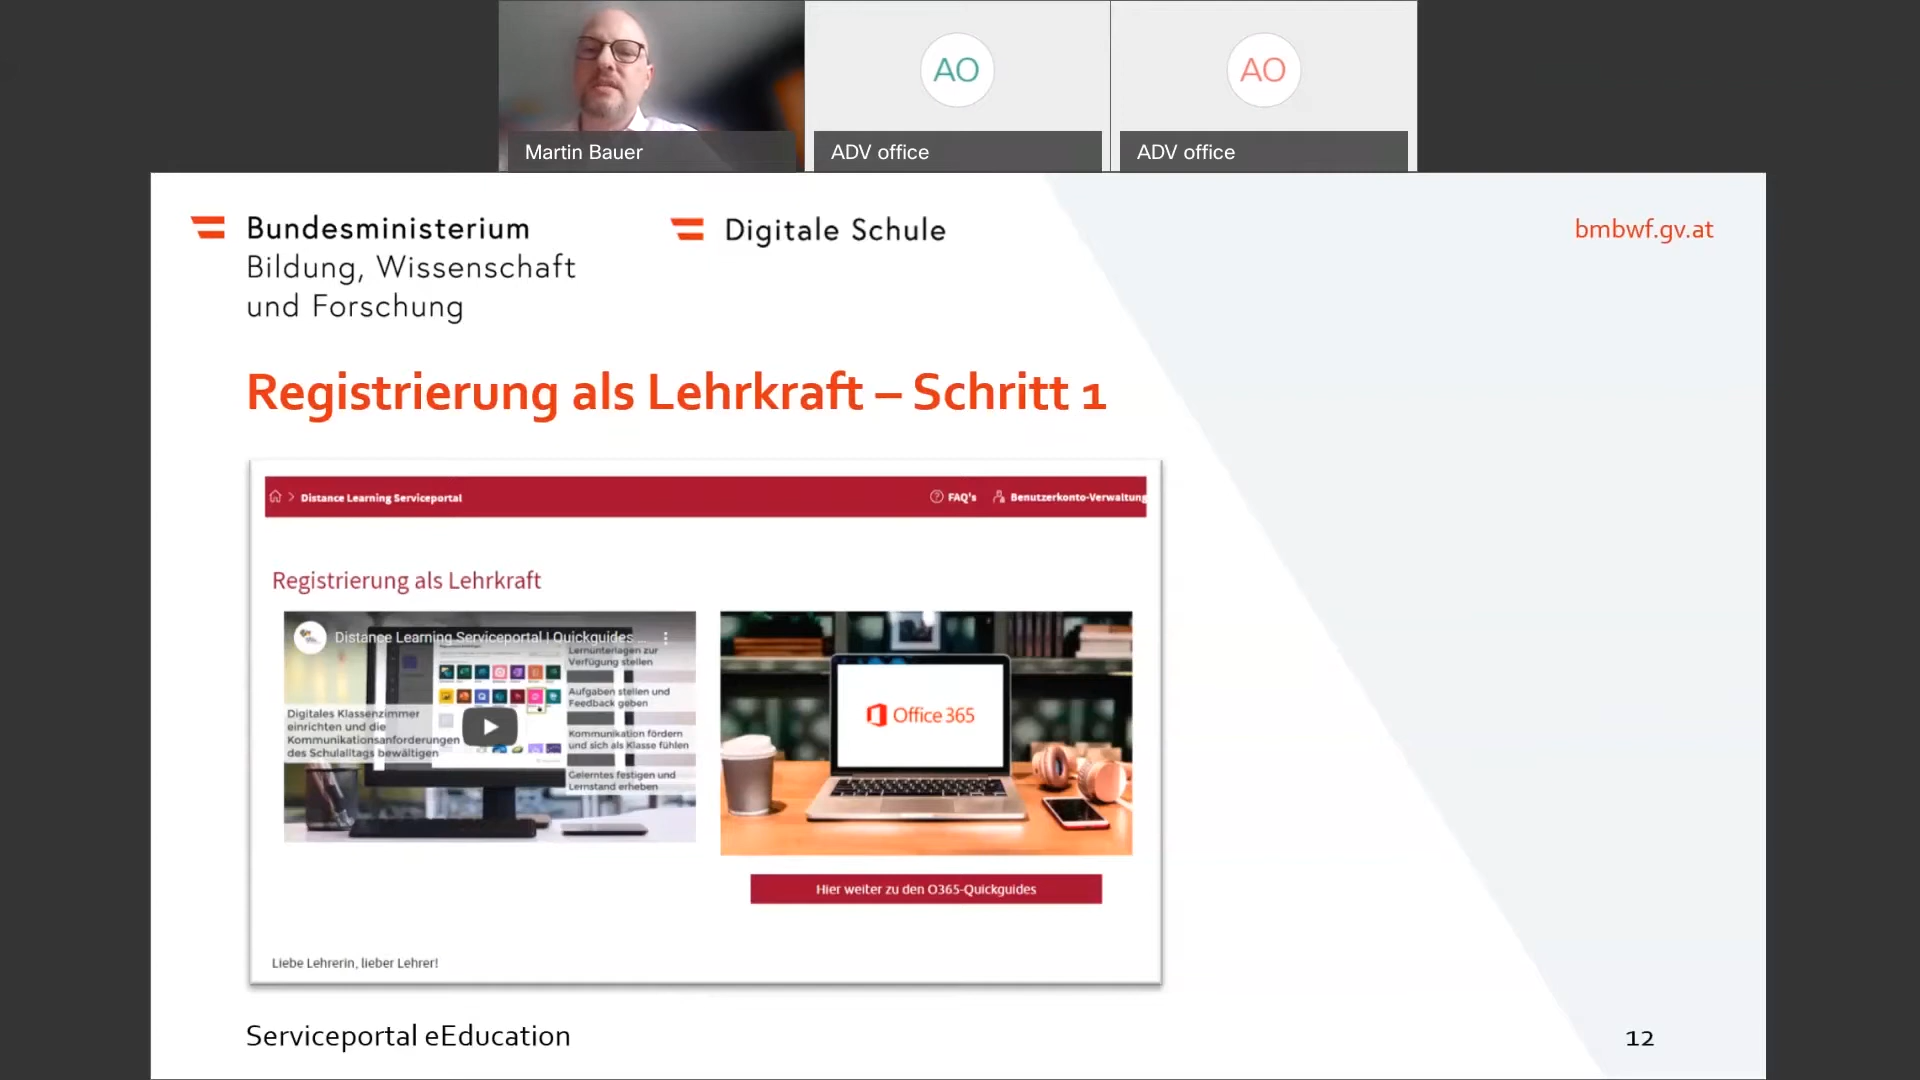 AO
AO
Martin Bauer
ADV office
ADV office
Bundesministerium
Bildung, Wissenschaft
und Forschung
Digitale Schule
bmbwf.gv.at
Registrierung als Lehrkraft – Schritt 1
Distance Learning Serviceportal
FAQ's
Benutzerkonto-Verwaltung
Registrierung als Lehrkraft
Distance Learning Serviceportal | Quickguides ...
Digitales Klassenzimmer
einrichten und die
Kommunikationsanforderungen
des Schulalltags bewältigen
Lernunterlagen zur
Verfügung stellen
Aufgaben stellen und
Feedback geben
Kommunikation fördern
und sich als Klasse fühlen
Gelerntes festigen und
Lernstand erheben
Office 365
Hier weiter zu den O365-Quickguides
Liebe Lehrerin, lieber Lehrer!
Serviceportal eEducation
12